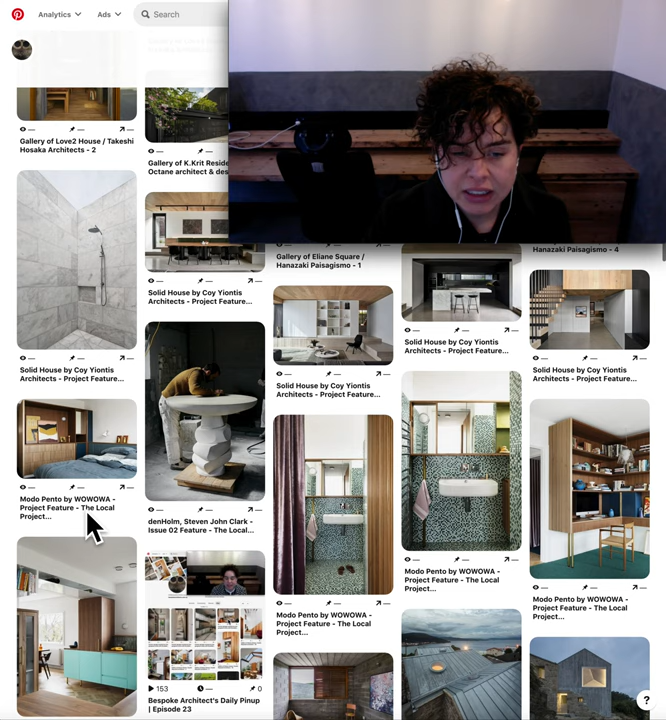 Analytics
Ads
Search
Gallery of Love2 House / Takeshi
Hosaka Architects - 2
Gallery of K.Krit Reside
Octane architect & des
Solid House by Coy Yiontis
Architects - Project Feature...
Gallery of Eliane Square /
Hanazaki Paisagismo - 1
Solid House by Coy Yiontis
Architects - Project Feature...
Solid House by Coy Yiontis
Architects - Project Feature...
Hanazaki Paisagismo - 4
Solid House by Coy Yiontis
Architects - Project Feature...
Solid House by Coy Yiontis
Architects - Project Feature...
Modo Pento by WOWOWA -
Project Feature - The Local
Project...
denHolm, Steven John Clark -
Issue 02 Feature - The Local...
153
0
Bespoke Architect's Daily Pinup
| Episode 23
Modo Pento by WOWOWA -
Project Feature - The Local
Project...
Modo Pento by WOWOWA -
Project Feature - The Local
Project...
Modo Pento by WOWOWA -
Project Feature - The Local
Project...
?